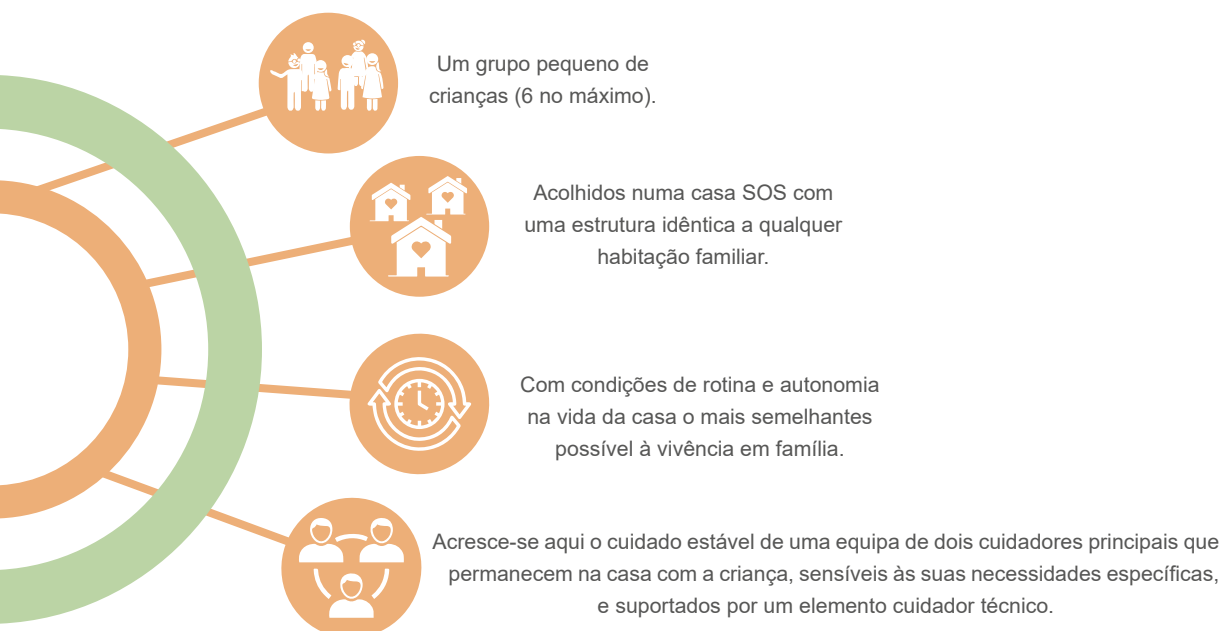 Um grupo pequeno de
crianças (6 no máximo).
Acolhidos numa casa SOS com
uma estrutura idêntica a qualquer
habitação familiar.
Com condições de rotina e autonomia
na vida da casa o mais semelhantes
possível à vivência em família.
Acresce-se aqui o cuidado estável de uma equipa de dois cuidadores principais que
permanecem na casa com a criança, sensíveis às suas necessidades específicas,
e suportados por um elemento cuidador técnico.